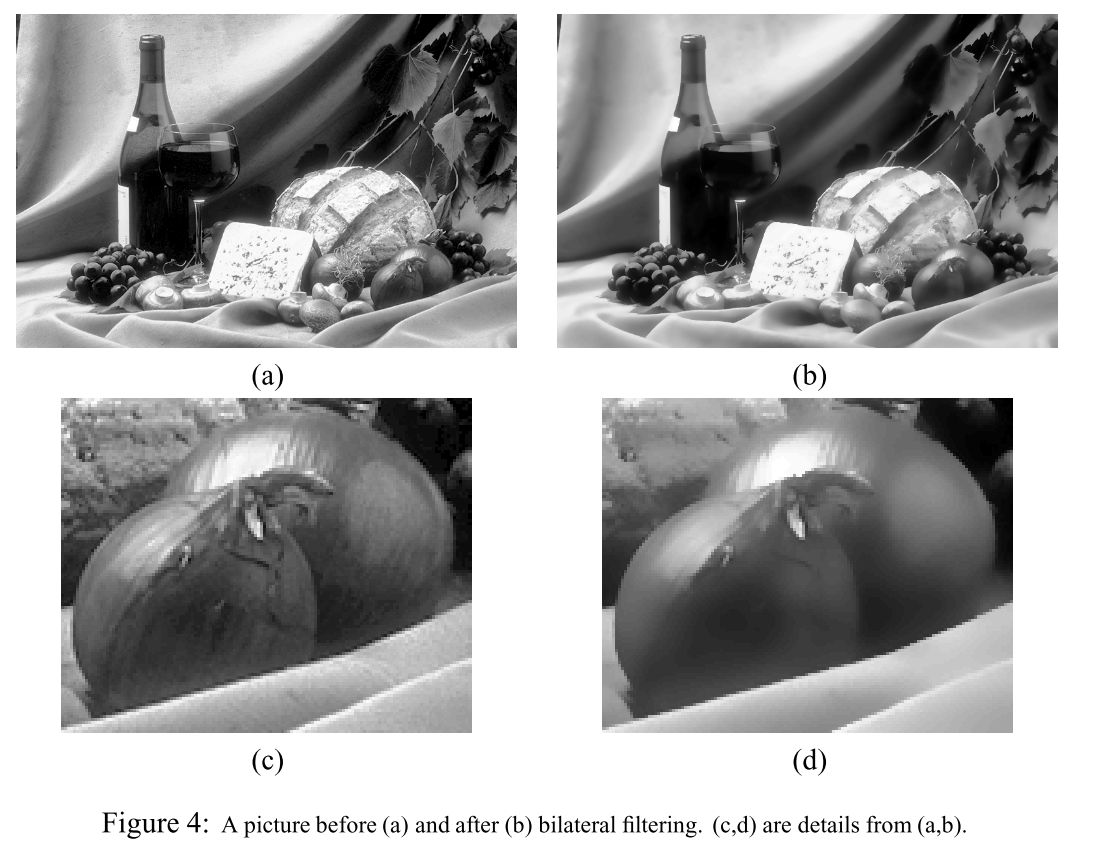 (a)
(b)
(c)
(d)
Figure 4: A picture before (a) and after (b) bilateral filtering. (c,d) are details from (a,b).